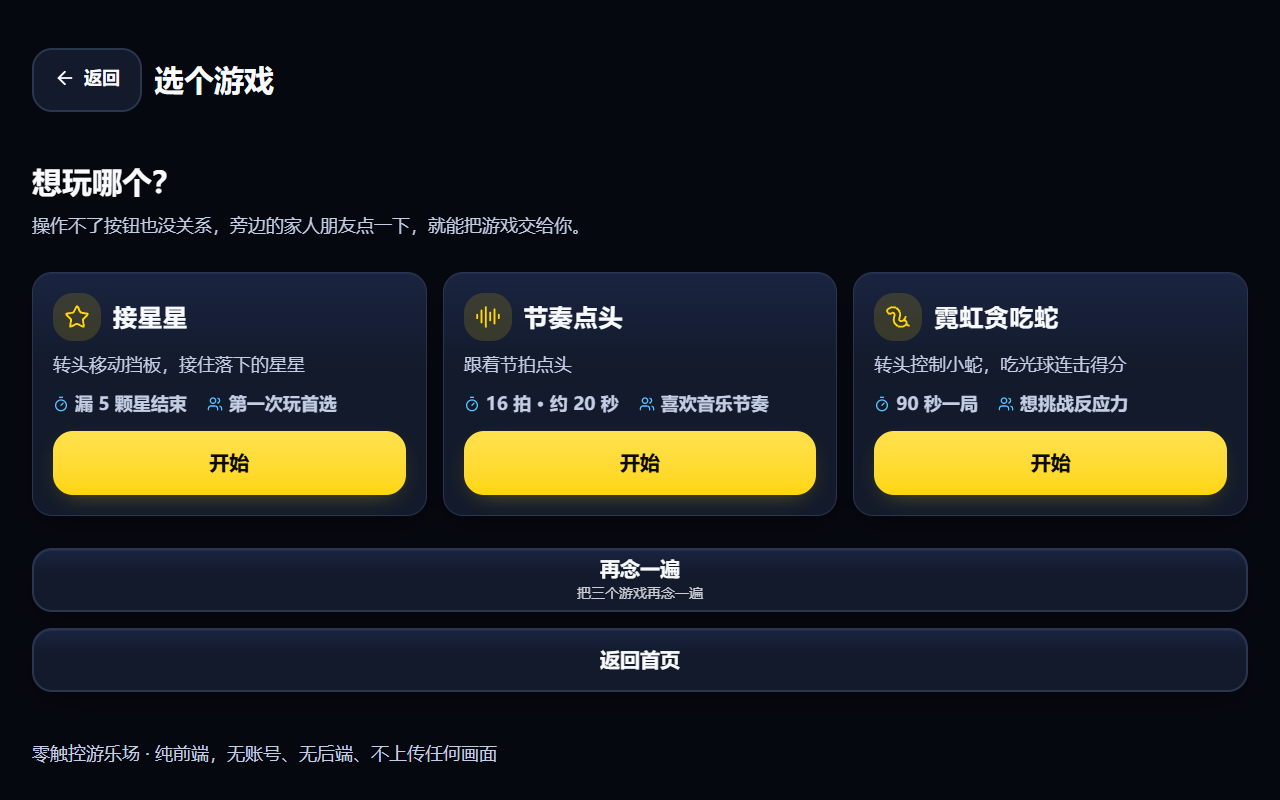 返回
选个游戏
想玩哪个？
操作不了按钮也没关系，旁边的家人朋友点一下，就能把游戏交给你。
接星星
转头移动挡板，接住落下的星星
漏 5 颗星结束 第一次玩首选
开始
节奏点头
跟着节拍点头
16 拍 · 约 20 秒 喜欢音乐节奏
开始
霓虹贪吃蛇
转头控制小蛇，吃光球连击得分
90 秒一局 想挑战反应力
开始
再念一遍
把三个游戏再念一遍
返回首页
零触控游乐场 · 纯前端，无账号、无后端、不上传任何画面